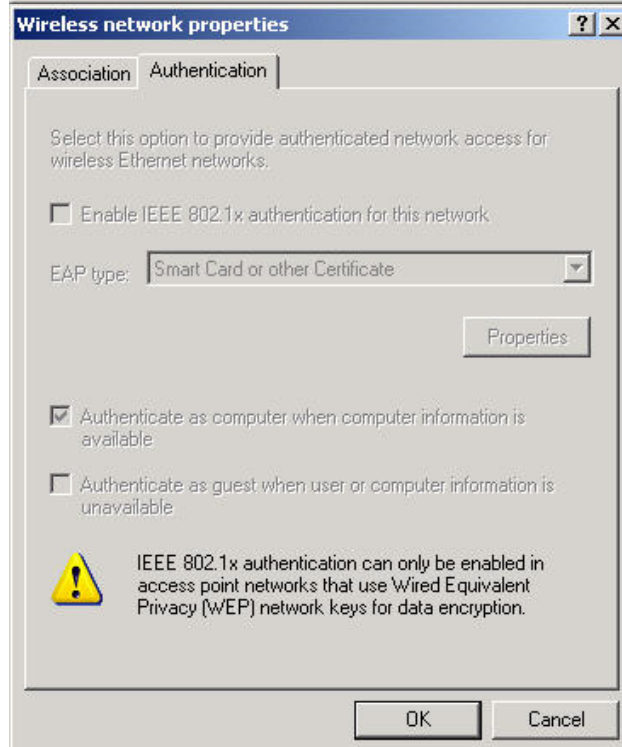 Wireless network properties
Association
Authentication
Select this option to provide authenticated network access for
wireless Ethernet networks.
Enable IEEE 802.1x authentication for this network
EAP type:
Smart Card or other Certificate
Properties
Authenticate as computer when computer information is
available
Authenticate as guest when user or computer information is
unavailable
IEEE 802.1x authentication can only be enabled in
access point networks that use Wired Equivalent
Privacy (WEP) network keys for data encryption.
OK
Cancel